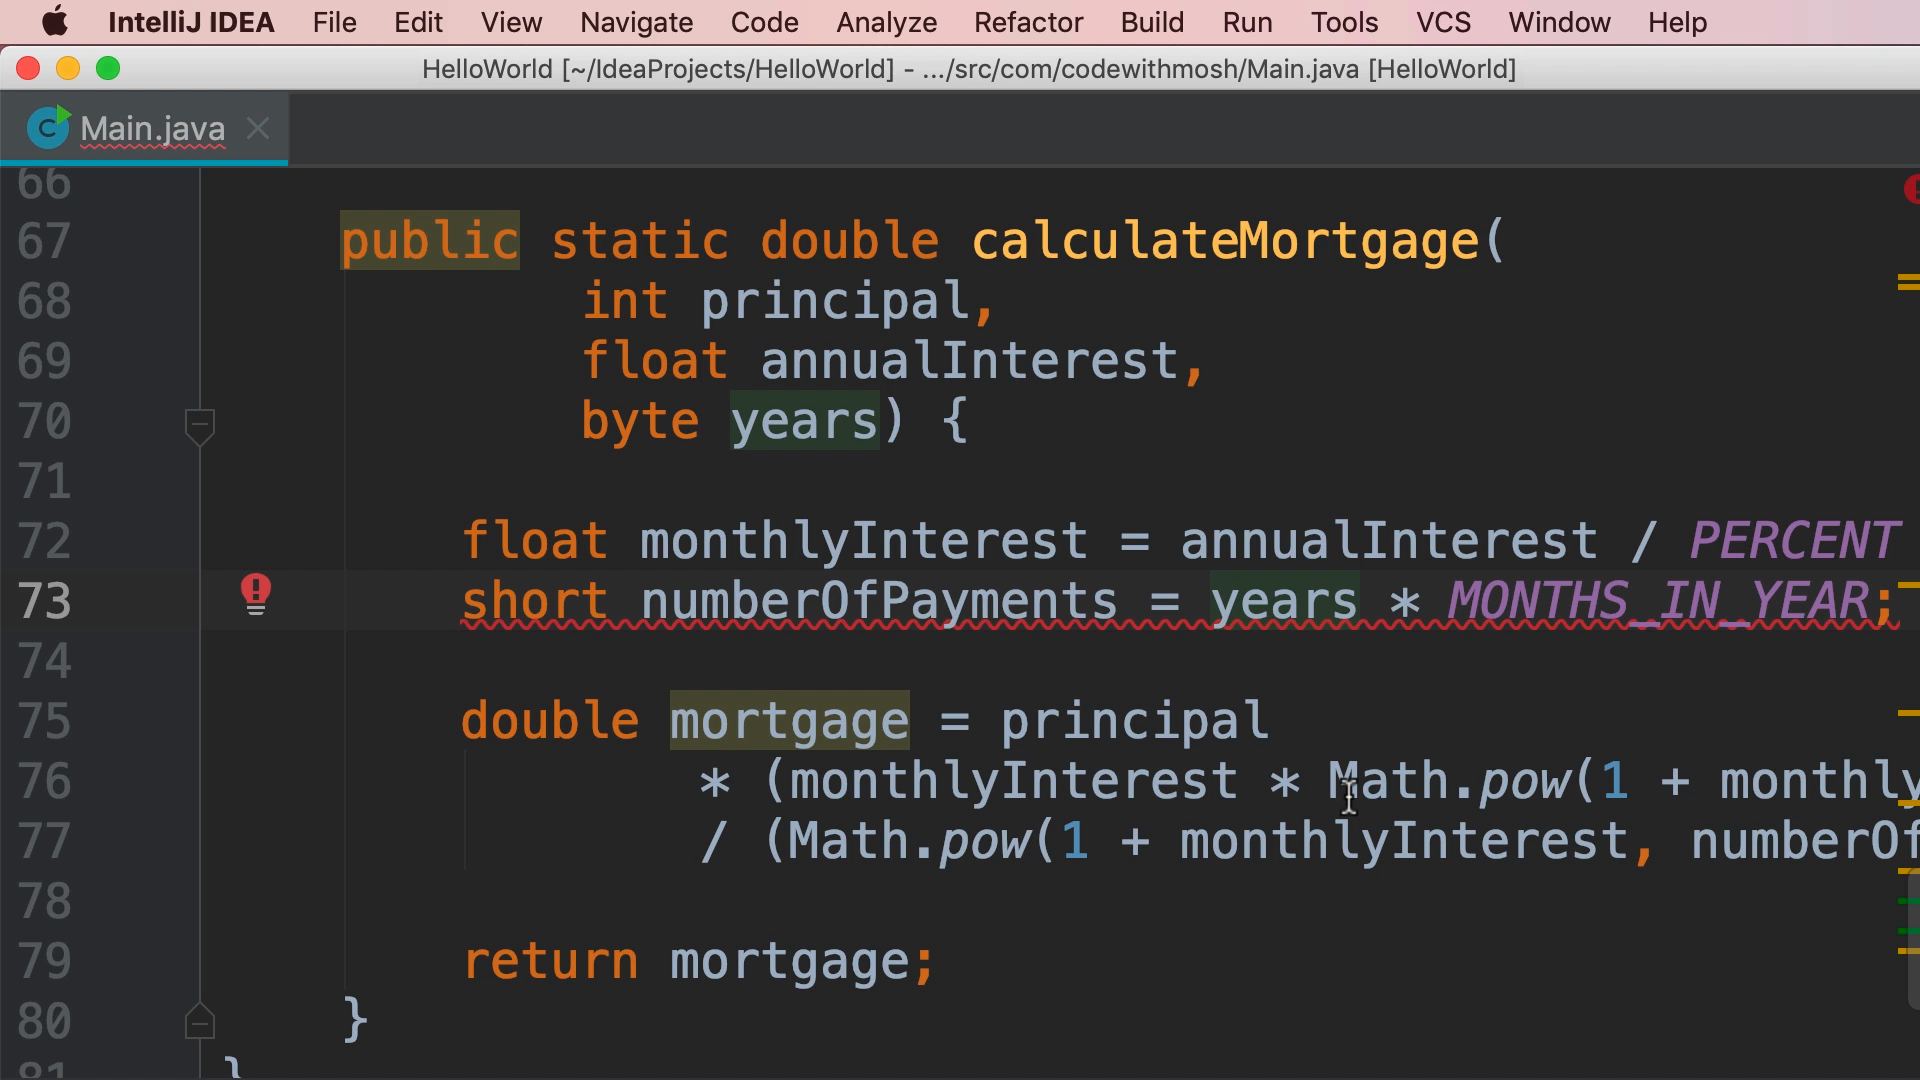 IntelliJ IDEA File Edit View Navigate Code Analyze Refactor Build Run Tools VCS Window Help
HelloWorld [~/IdeaProjects/HelloWorld] - .../src/com/codewithmosh/Main.java [HelloWorld]
C Main.java
66
67 public static double calculateMortgage(
68 int principal,
69 float annualInterest,
70 byte years) {
71
72 float monthlyInterest = annualInterest / PERCENT
73 short numberOfPayments = years * MONTHS_IN_YEAR;
74
75 double mortgage = principal
76 * (monthlyInterest * Math.pow(1 + monthly
77 / (Math.pow(1 + monthlyInterest, numberOf
78
79 return mortgage;
80 }
81 }